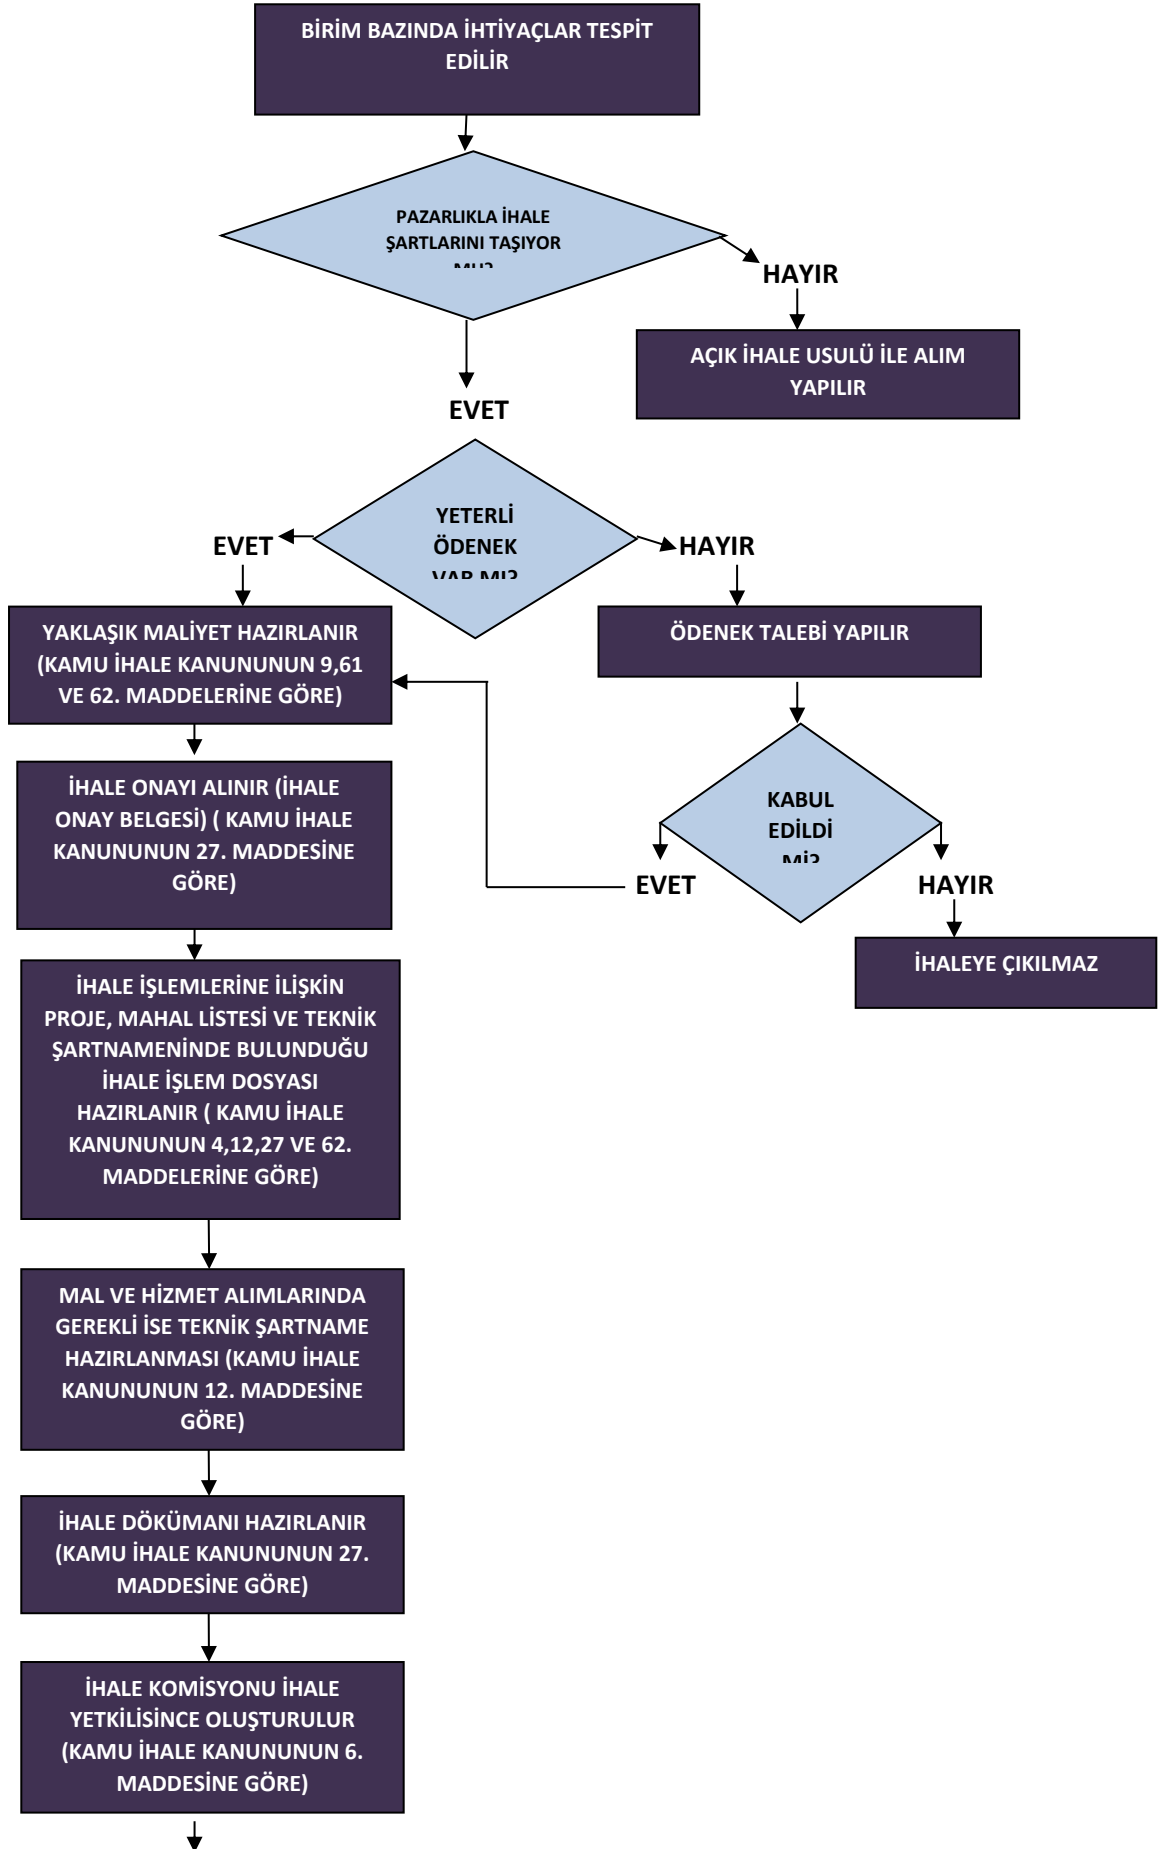 BİRİM BAZINDA İHTİYAÇLAR TESPİT
EDİLİR
PAZARLIKLA İHALE
ŞARTLARINI TAŞIYOR
MU?
HAYIR
AÇIK İHALE USULÜ İLE ALIM
YAPILIR
EVET
YETERLİ
ÖDENEK
VAR MI?
EVET
HAYIR
YAKLAŞIK MALİYET HAZIRLANIR
(KAMU İHALE KANUNUNUN 9,61
VE 62. MADDELERİNE GÖRE)
ÖDENEK TALEBİ YAPILIR
KABUL
EDİLDİ
Mİ?
EVET
HAYIR
İHALEYE ÇIKILMAZ
İHALE ONAYI ALINIR (İHALE
ONAY BELGESİ) ( KAMU İHALE
KANUNUNUN 27. MADDESİNE
GÖRE)
İHALE İŞLEMLERİNE İLİŞKİN
PROJE, MAHAL LİSTESİ VE TEKNİK
ŞARTNAMENİNDE BULUNDUĞU
İHALE İŞLEM DOSYASI
HAZIRLANIR ( KAMU İHALE
KANUNUNUN 4,12,27 VE 62.
MADDELERİNE GÖRE)
MAL VE HİZMET ALIMLARINDA
GEREKLİ İSE TEKNİK ŞARTNAME
HAZIRLANMASI (KAMU İHALE
KANUNUNUN 12. MADDESİNE
GÖRE)
İHALE DÖKÜMANI HAZIRLANIR
(KAMU İHALE KANUNUNUN 27.
MADDESİNE GÖRE)
İHALE KOMİSYONU İHALE
YETKİLİSİNCE OLUŞTURULUR
(KAMU İHALE KANUNUNUN 6.
MADDESİNE GÖRE)